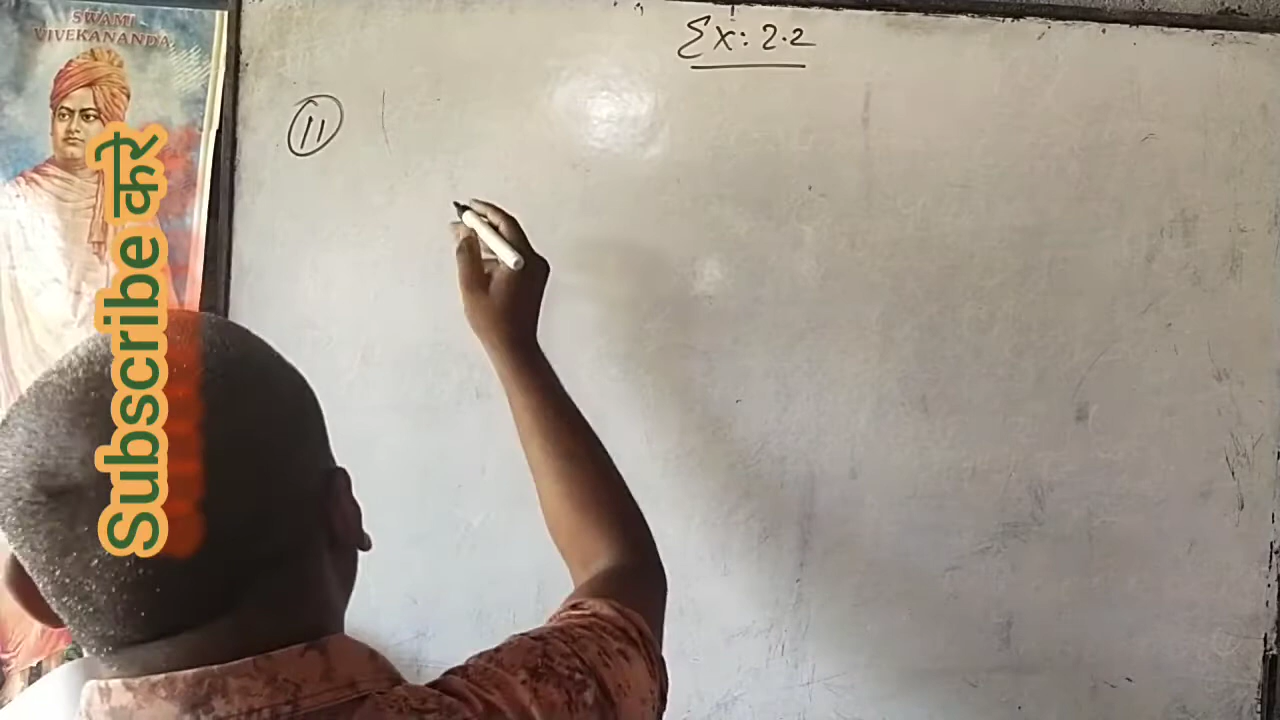 SWAMI
VIVEKANANDA
Ex: 2.2
11
Subscribe करे